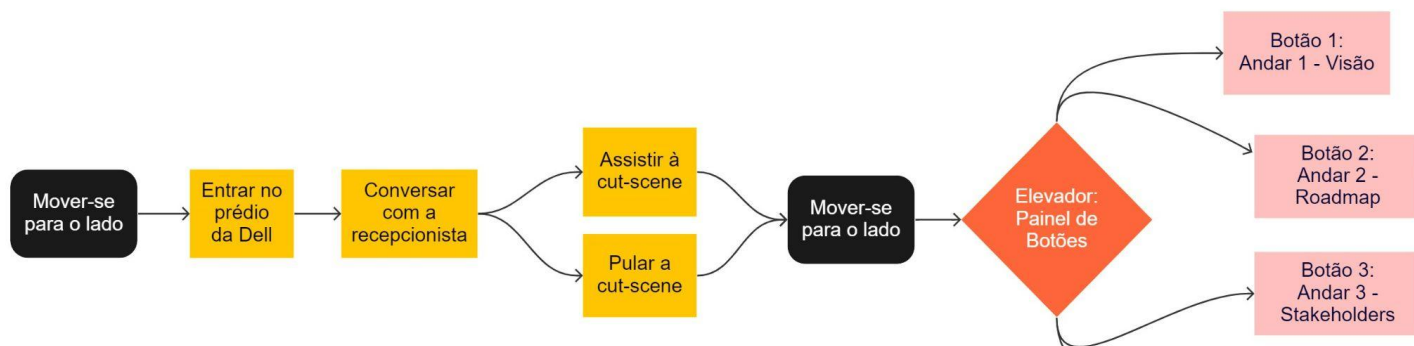 Mover-se
para o lado
Entrar no
prédio
da Dell
Conversar
com a
recepcionista
Assistir à
cut-scene
Pular a
cut-scene
Mover-se
para o lado
Elevador:
Painel de
Botões
Botão 1:
Andar 1 - Visão
Botão 2:
Andar 2 -
Roadmap
Botão 3:
Andar 3 -
Stakeholders